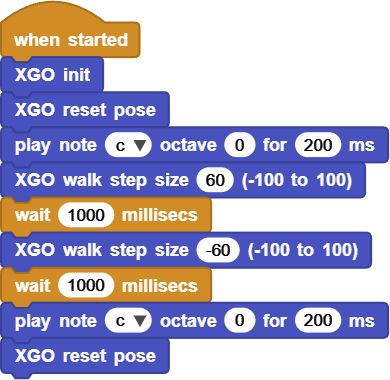 when started
XGO init
XGO reset pose
play note c octave 0 for 200 ms
XGO walk step size 60 (-100 to 100)
wait 1000 millisecs
XGO walk step size -60 (-100 to 100)
wait 1000 millisecs
play note c octave 0 for 200 ms
XGO reset pose